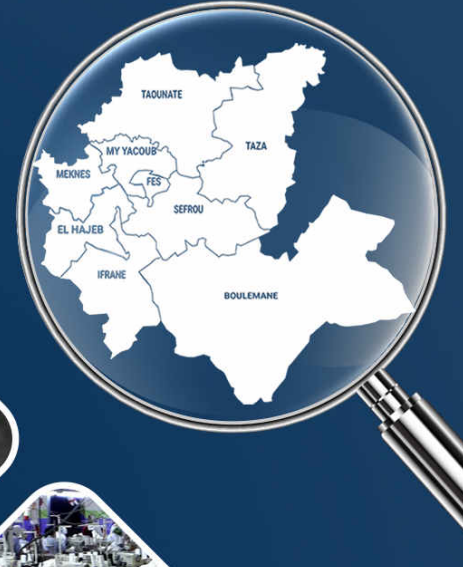 TAOUNATE
TAZA
MY YACOUB
MEKNES
FES
SEFROU
EL HAJEB
IFRANE
BOULEMANE